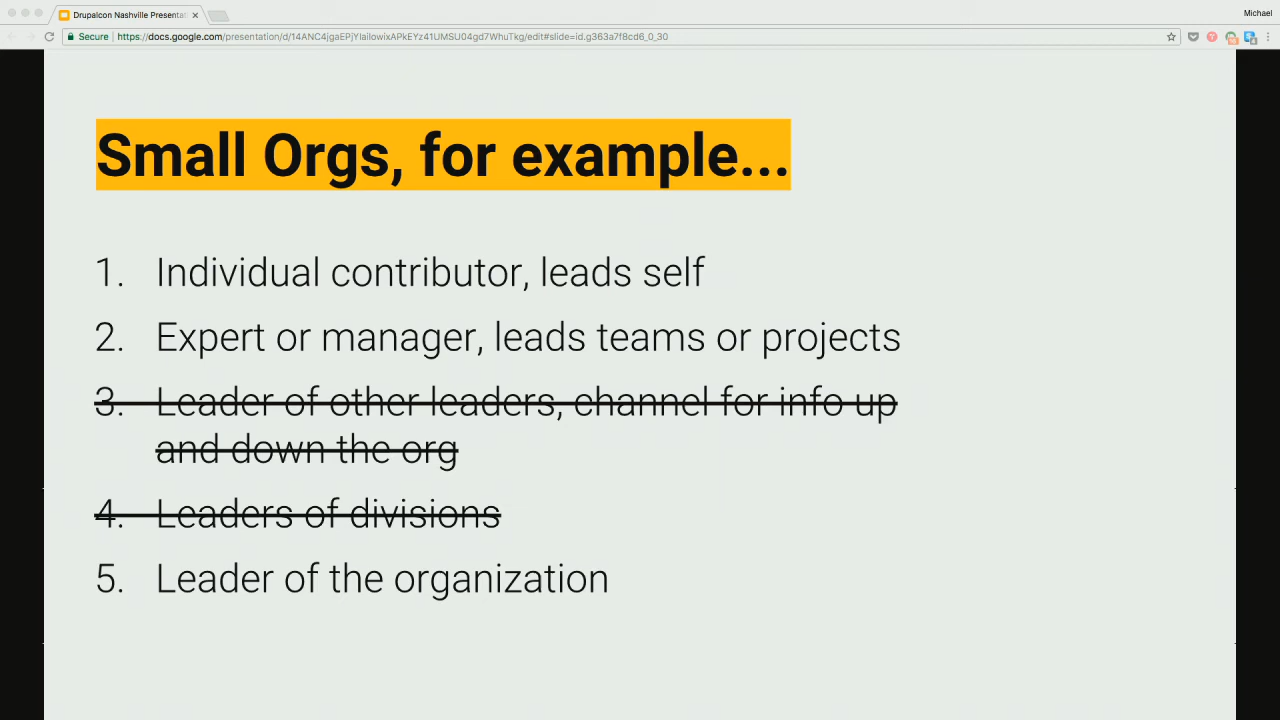 Drupalcon Nashville Presentat
Michael
Secure
https://docs.google.com/presentation/d/14ANC4jgaEPjYIailowixAPkEYz41UMSU04gd7WhuTkg/edit#slide=id.g363a7f8cd6_0_30
Small Orgs, for example...
1. Individual contributor, leads self
2. Expert or manager, leads teams or projects
3. Leader of other leaders, channel for info up
and down the org
4. Leaders of divisions
5. Leader of the organization